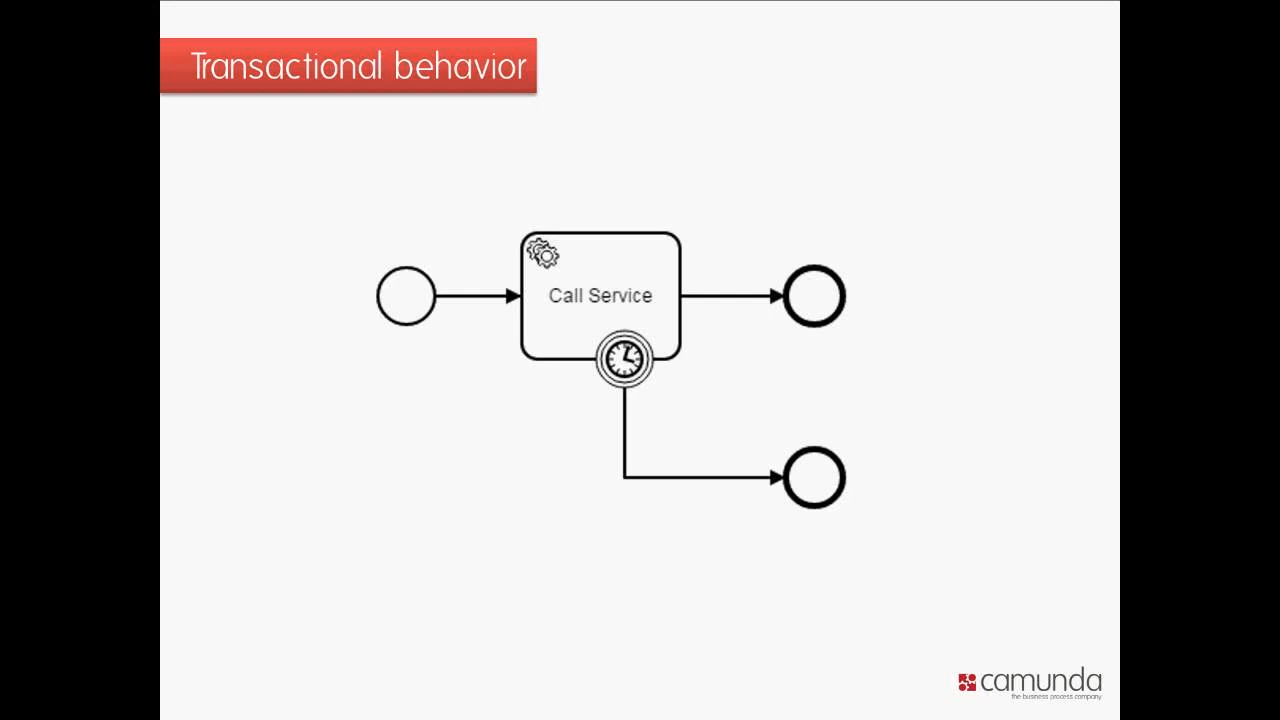 Transactional behavior
Call Service
camunda
the business process company